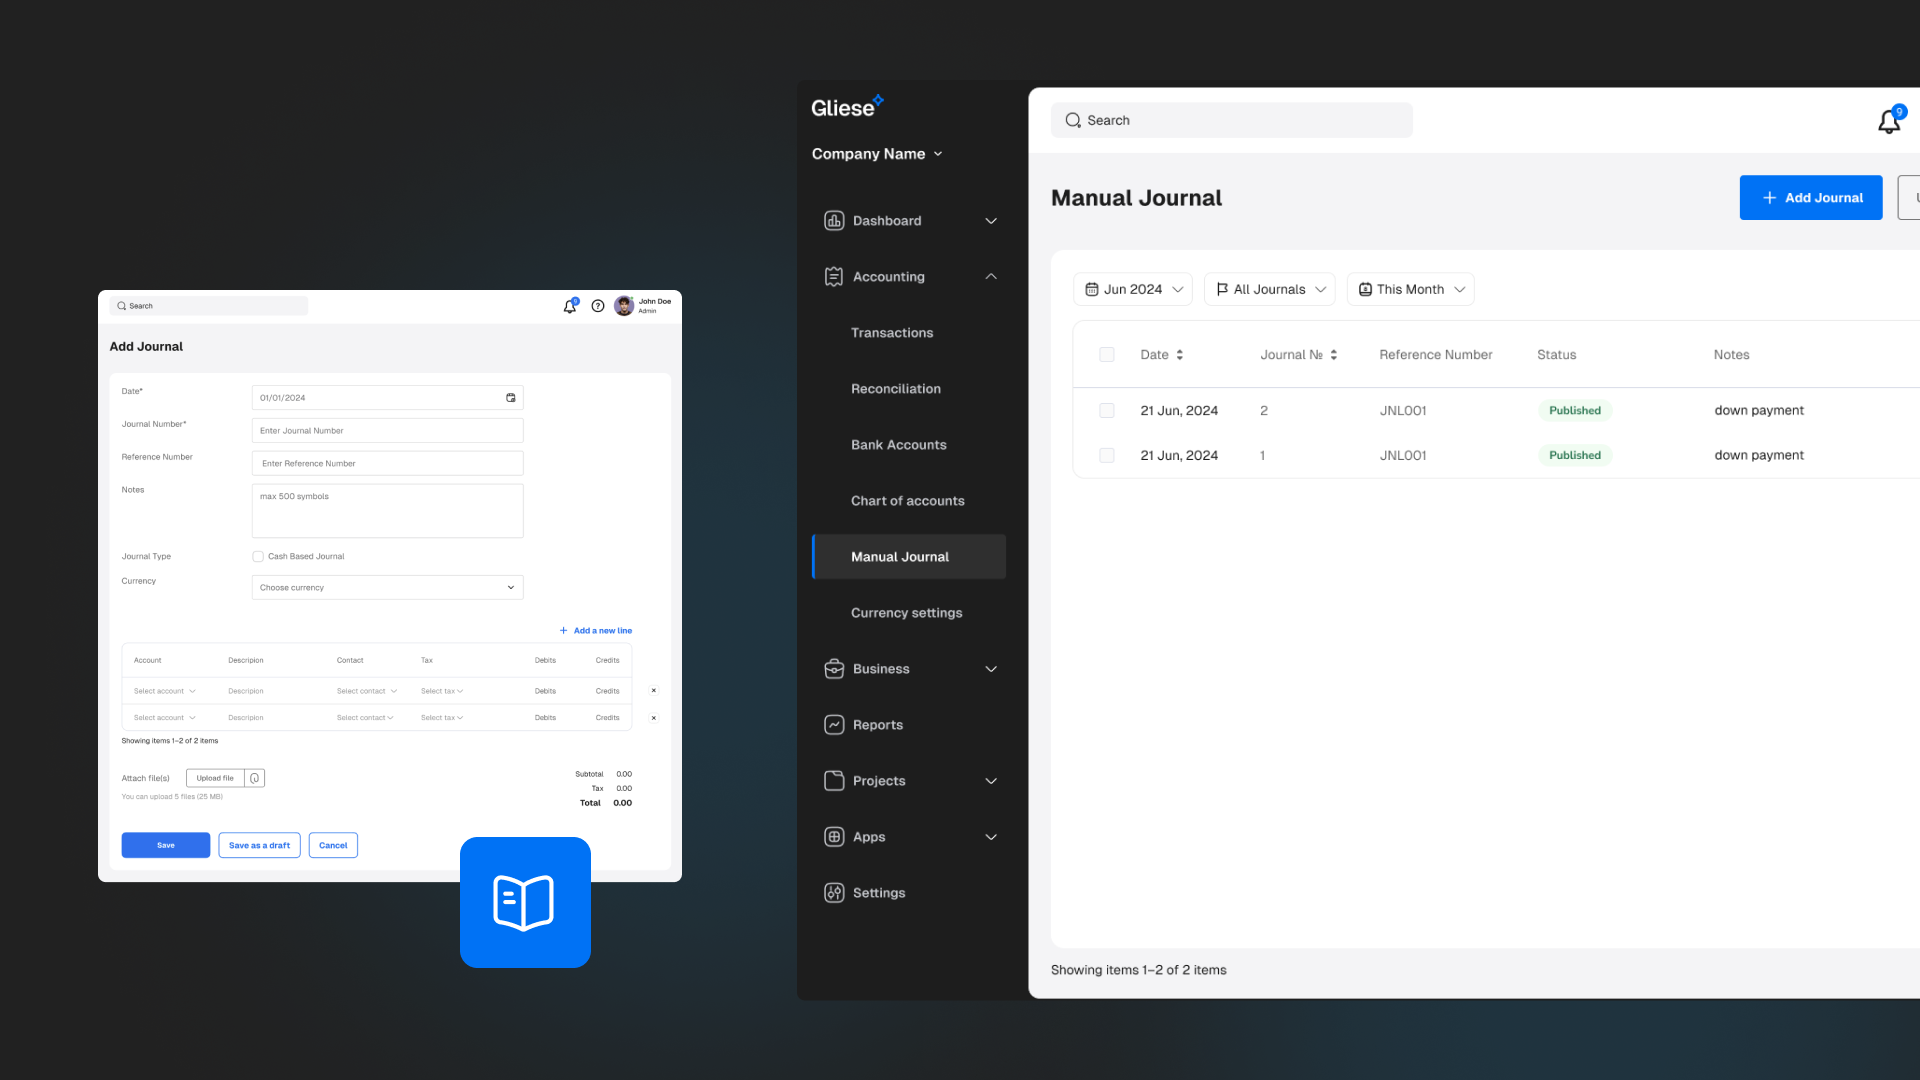 Search
9
John Doe
Admin
Add Journal
Date*
01/01/2024
Journal Number*
Enter Journal Number
Reference Number
Enter Reference Number
Notes
max 500 symbols
Journal Type
Cash Based Journal
Currency
Choose currency
Add a new line
Account Descripion Contact Tax Debits Credits
Select account Descripion Select contact Select tax Debits Credits
Select account Descripion Select contact Select tax Debits Credits
Showing items 1–2 of 2 items
Attach file(s) Upload file
You can upload 5 files (25 MB)
Subtotal 0.00
Tax 0.00
Total 0.00
Save Save as a draft Cancel
Gliese
Company Name
Dashboard
Accounting
Transactions
Reconciliation
Bank Accounts
Chart of accounts
Manual Journal
Currency settings
Business
Reports
Projects
Apps
Settings
Search
9
Manual Journal
Add Journal
Jun 2024 All Journals This Month
Date Journal № Reference Number Status Notes
21 Jun, 2024 2 JNL001 Published down payment
21 Jun, 2024 1 JNL001 Published down payment
Showing items 1–2 of 2 items